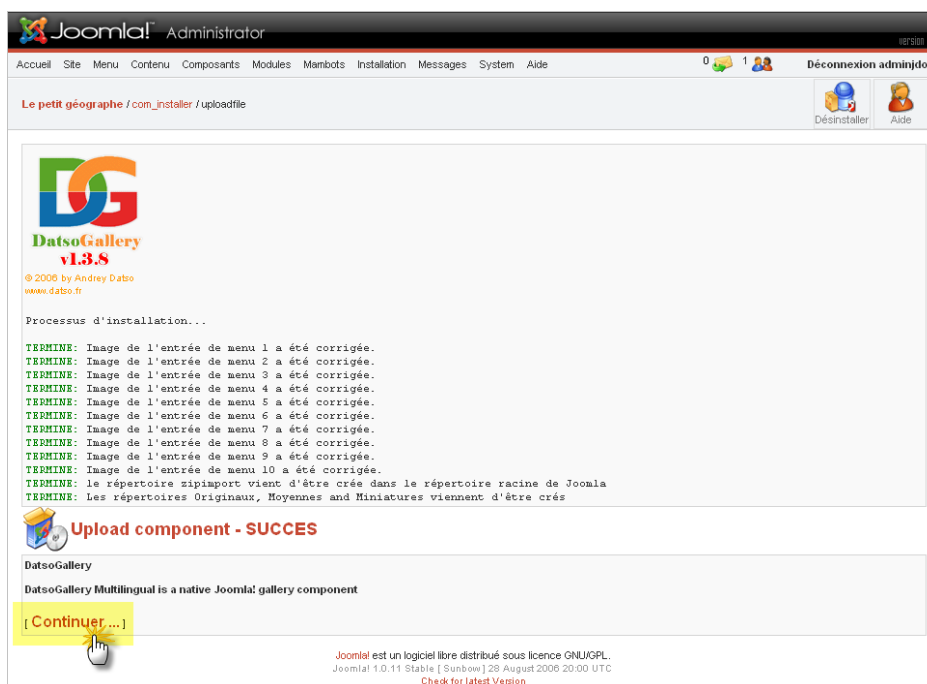 Joomla! Administrator
version
Accueil Site Menu Contenu Composants Modules Mambots Installation Messages System Aide 0 1 Déconnexion adminjdo
Le petit géographe / com_installer / uploadfile
Désinstaller Aide
DG
DatsoGallery
v1.3.8
© 2006 by Andrey Datso
www.datso.fr
Processus d'installation...
TERMINE: Image de l'entrée de menu 1 a été corrigée.
TERMINE: Image de l'entrée de menu 2 a été corrigée.
TERMINE: Image de l'entrée de menu 3 a été corrigée.
TERMINE: Image de l'entrée de menu 4 a été corrigée.
TERMINE: Image de l'entrée de menu 5 a été corrigée.
TERMINE: Image de l'entrée de menu 6 a été corrigée.
TERMINE: Image de l'entrée de menu 7 a été corrigée.
TERMINE: Image de l'entrée de menu 8 a été corrigée.
TERMINE: Image de l'entrée de menu 9 a été corrigée.
TERMINE: Image de l'entrée de menu 10 a été corrigée.
TERMINE: le répertoire zipimport vient d'être crée dans le répertoire racine de Joomla
TERMINE: Les répertoires Originaux, Moyennes and Miniatures viennent d'être crés
Upload component - SUCCES
DatsoGallery
DatsoGallery Multilingual is a native Joomla! gallery component
[ Continuer ... ]
Joomla! est un logiciel libre distribué sous licence GNU/GPL.
Joomla! 1.0.11 Stable [ Sunbow ] 28 August 2006 20:00 UTC
Check for latest Version